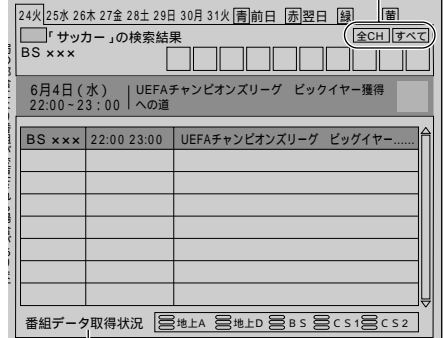 24火 25水 26木 27金 28土 29日 30月 31火 青前日 赤翌日 緑 黄
「サッカー」の検索結果 全CH すべて
BS ×××
6月4日(水) UEFAチャンピオンズリーグ ビックイヤー獲得
22:00~23:00 への道
BS ××× 22:00 23:00 UEFAチャンピオンズリーグ ビッグイヤー......
番組データ取得状況 地上A 地上D BS CS1 CS2